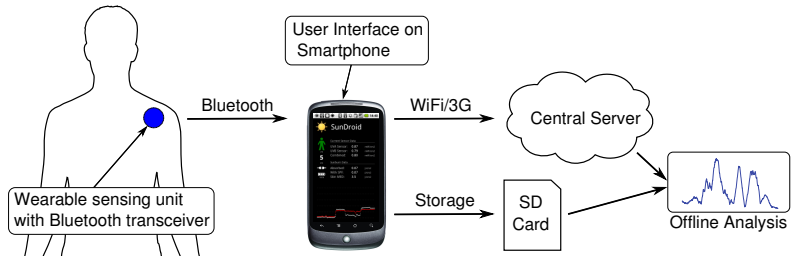 User Interface on
Smartphone
Bluetooth
WiFi/3G
Central Server
SunDroid
Wearable sensing unit
with Bluetooth transceiver
Storage
SD
Card
Offline Analysis